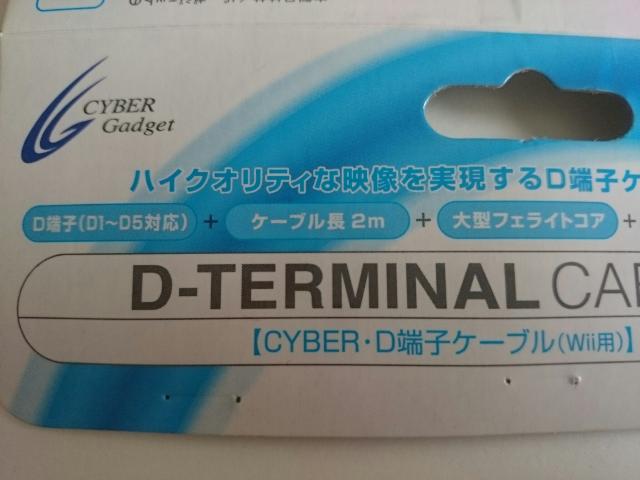 CYBER
Gadget
ハイクオリティな映像を実現するD端子ケ
D端子(D1~D5対応) + ケーブル長 2m + 大型フェライトコア +
D-TERMINAL CAB
【CYBER・D端子ケーブル(Wii用)】